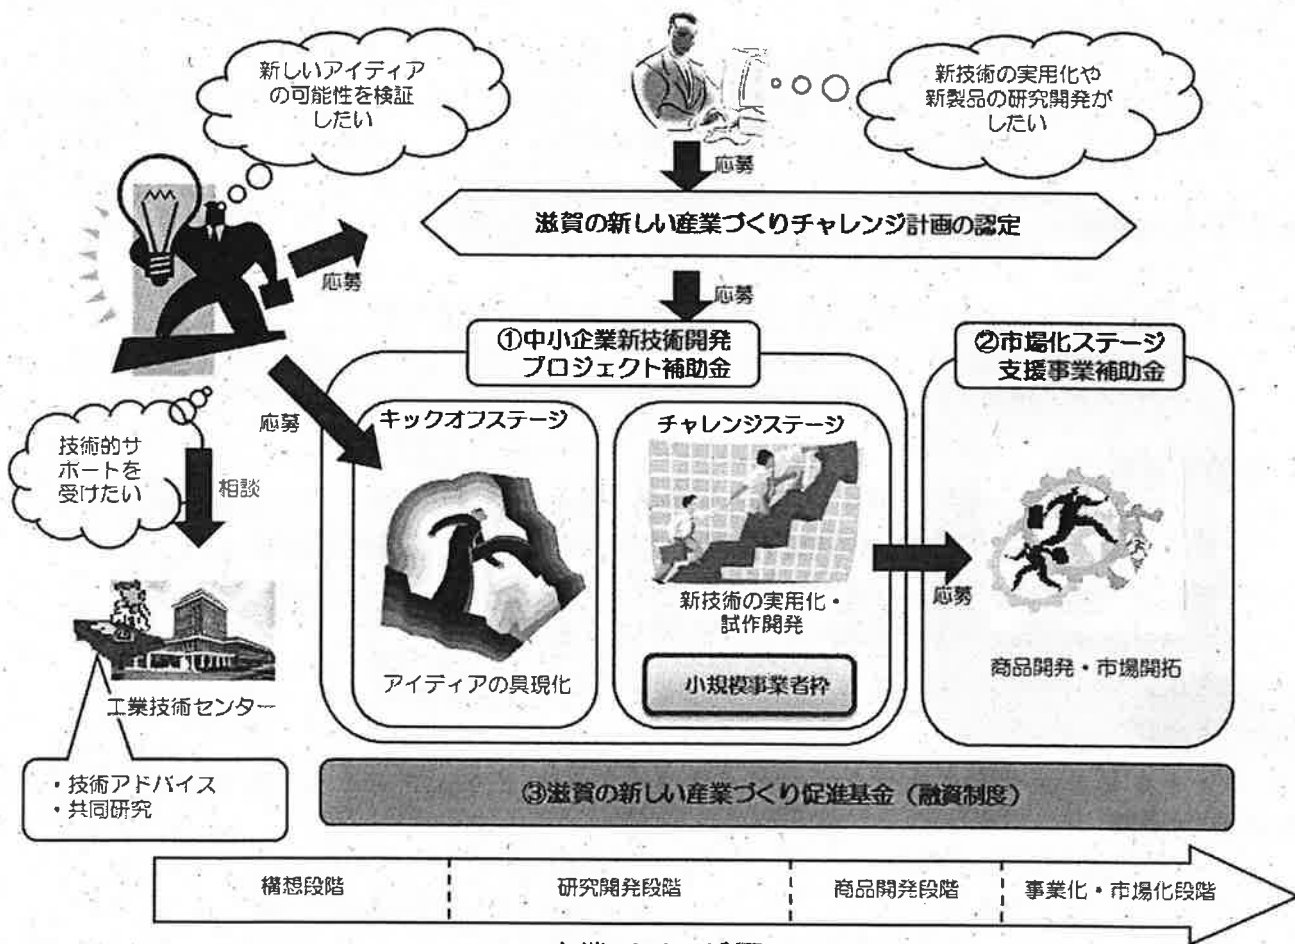 新しいアイディア
の可能性を検証
したい
新技術の実用化や
新製品の研究開発が
したい
応募
滋賀の新しい産業づくりチャレンジ計画の認定
応募
応募
①中小企業新技術開発
プロジェクト補助金
②市場化ステージ
支援事業補助金
応募
キックオフステージ
チャレンジステージ
技術的サ
ポートを
受けたい
相談
新技術の実用化・
試作開発
応募
アイディアの具現化
小規模事業者枠
商品開発・市場開拓
工業技術センター
・技術アドバイス
・共同研究
③滋賀の新しい産業づくり促進基金（融資制度）
構想段階
研究開発段階
商品開発段階
事業化・市場化段階